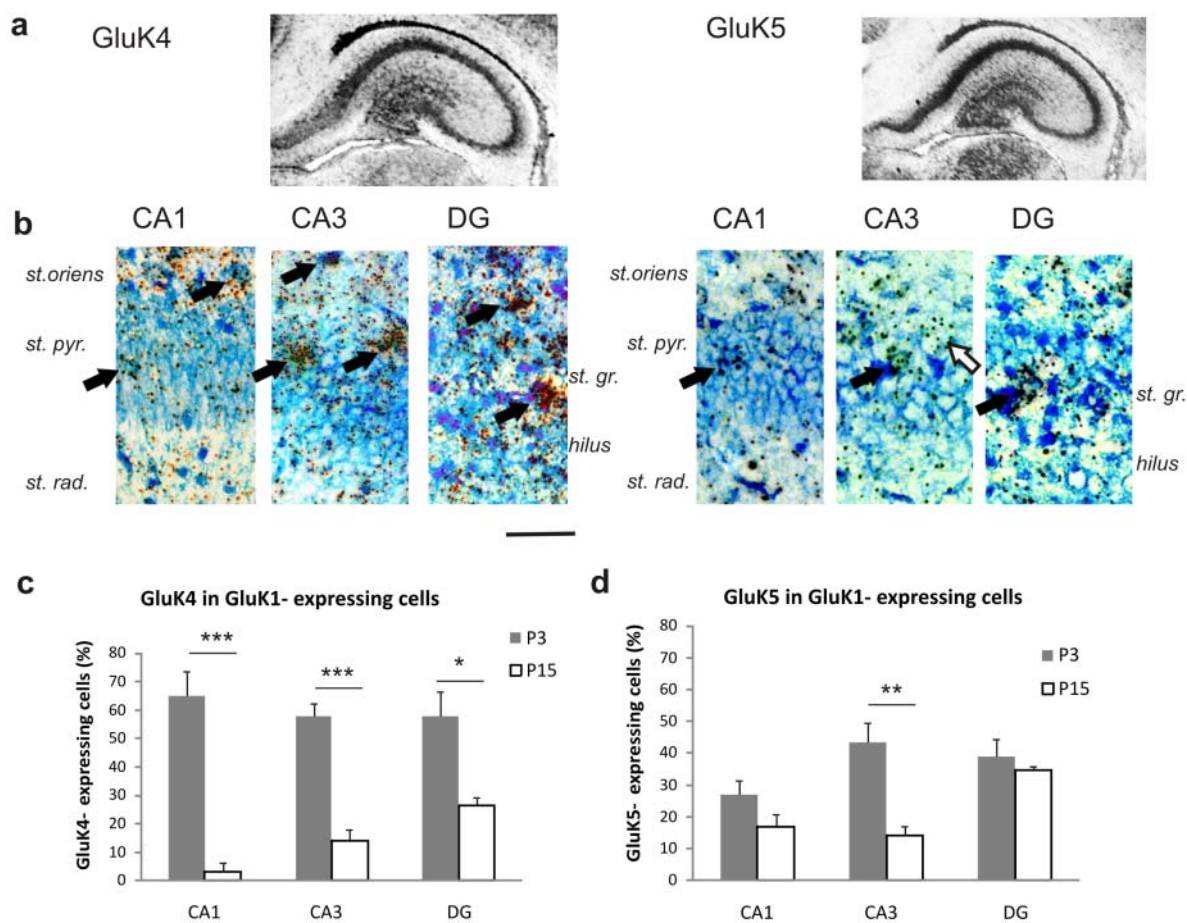 a
GluK4
GluK5
b
CA1 CA3 DG
CA1 CA3 DG
st.oriens
st. pyr.
st. rad.
st. gr.
hilus
st.oriens
st. pyr.
st. rad.
st. gr.
hilus
c
GluK4 in GluK1- expressing cells
GluK4- expressing cells (%)
80
70
60
50
40
30
20
10
0
***
***
*
P3
P15
CA1 CA3 DG
d
GluK5 in GluK1- expressing cells
GluK5- expressing cells (%)
80
70
60
50
40
30
20
10
0
**
P3
P15
CA1 CA3 DG